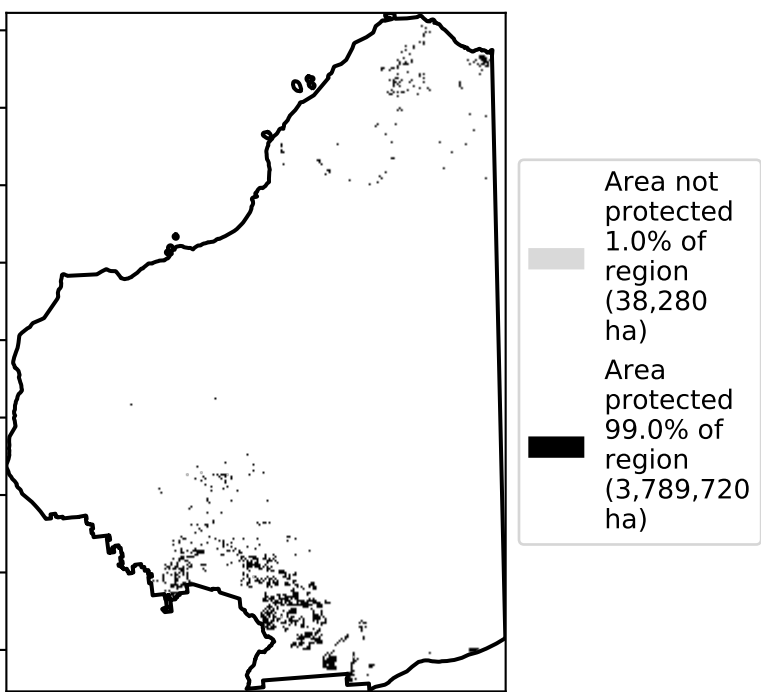 Area not
protected
1.0% of
region
(38,280
ha)
Area
protected
99.0% of
region
(3,789,720
ha)